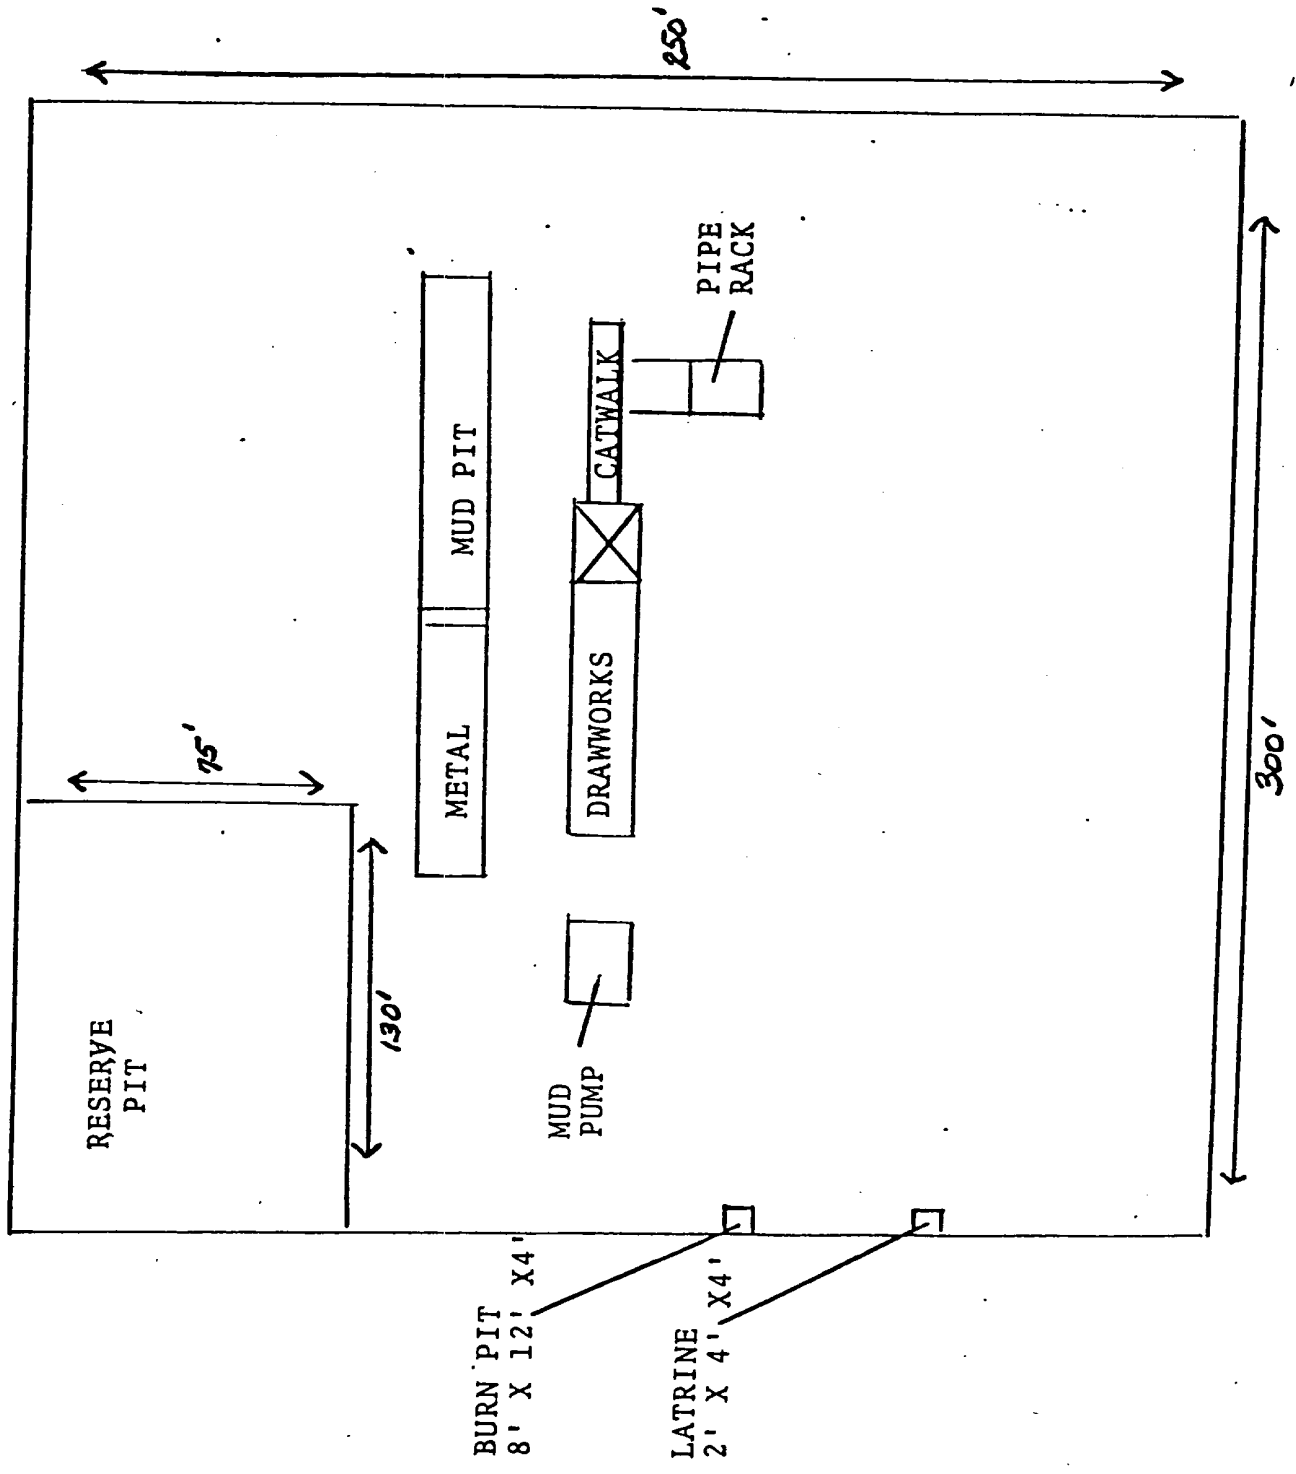 250'
PIPE
RACK
CATWALK
MUD PIT
METAL
DRAWWORKS
75'
130'
RESERVE
PIT
MUD
PUMP
300'
BURN PIT
8' X 12' X4'
LATRINE
2' X 4' X4'